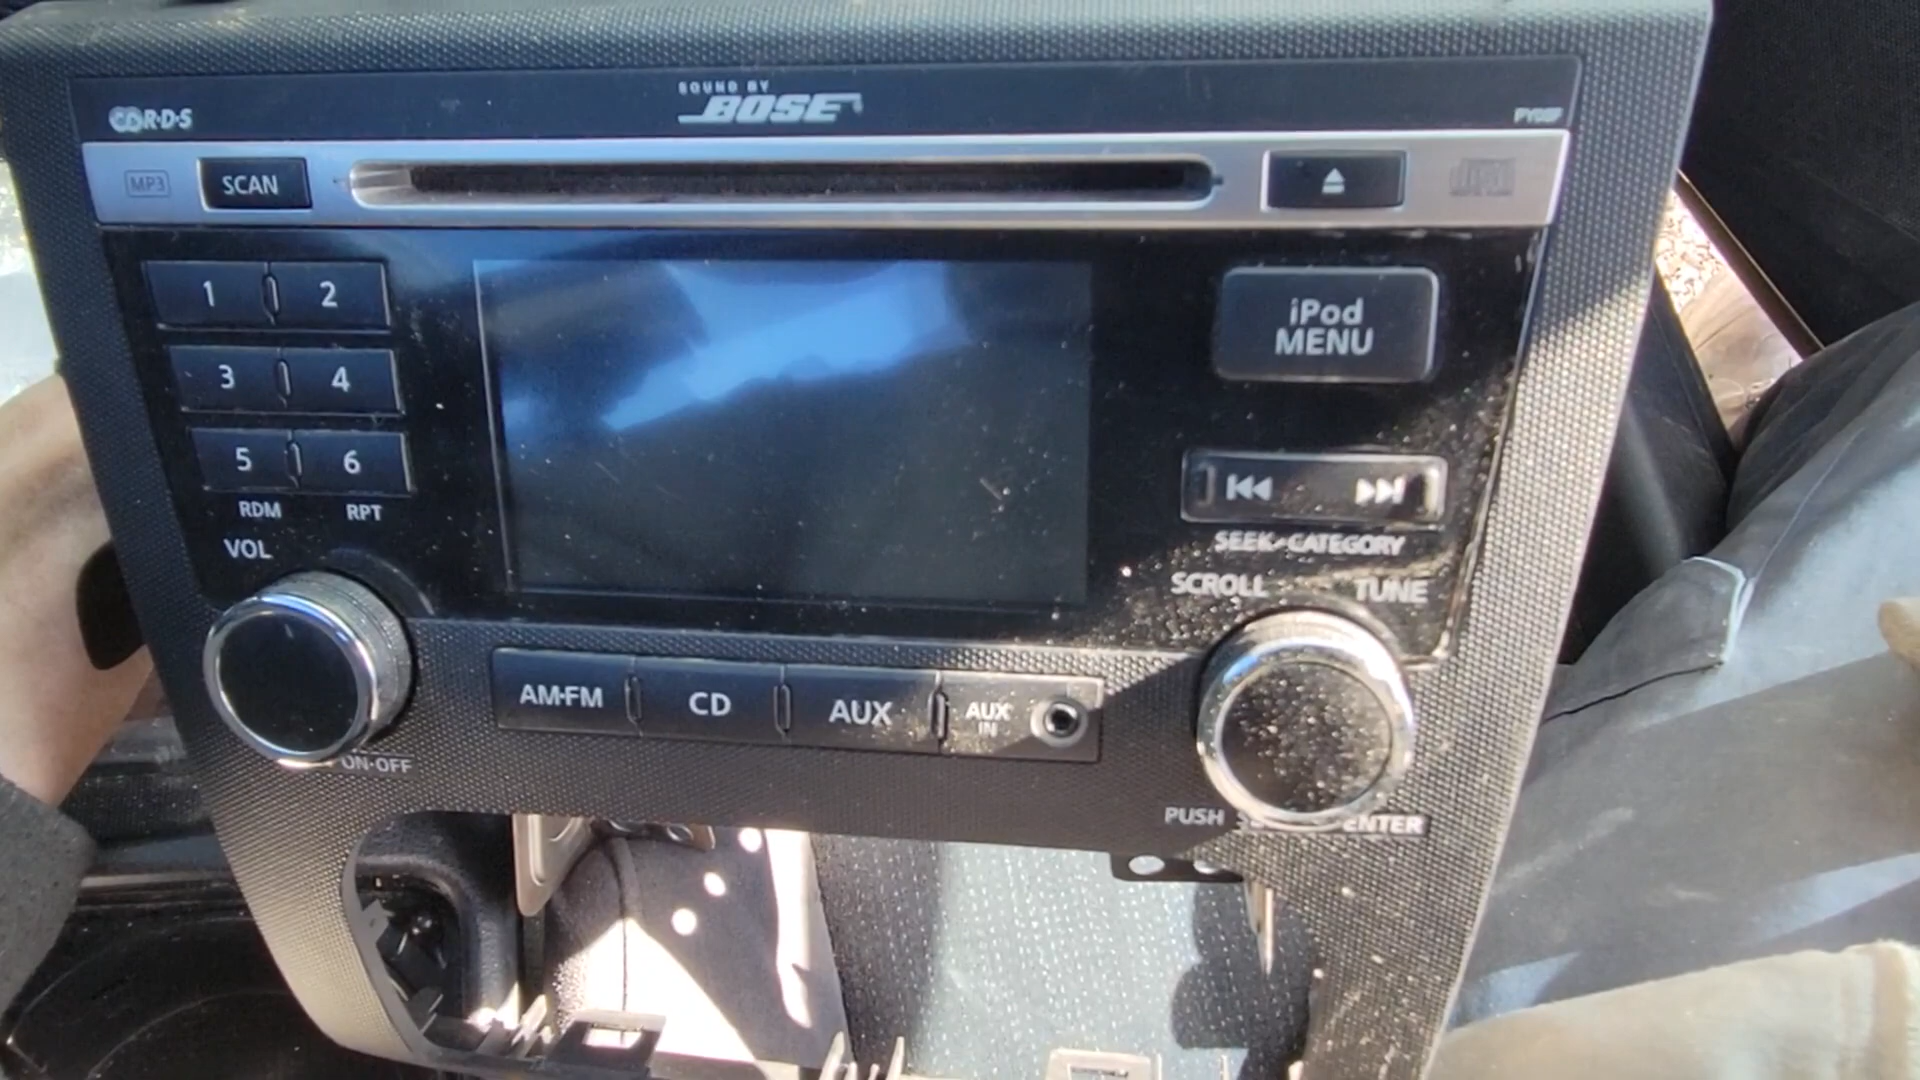 R·D·S
SOUND BY
BOSE
MP3
SCAN
1 2
3 4
5 6
RDM RPT
VOL
ON·OFF
iPod
MENU
SEEK·CATEGORY
SCROLL TUNE
AM·FM CD AUX AUX
IN
PUSH ENTER